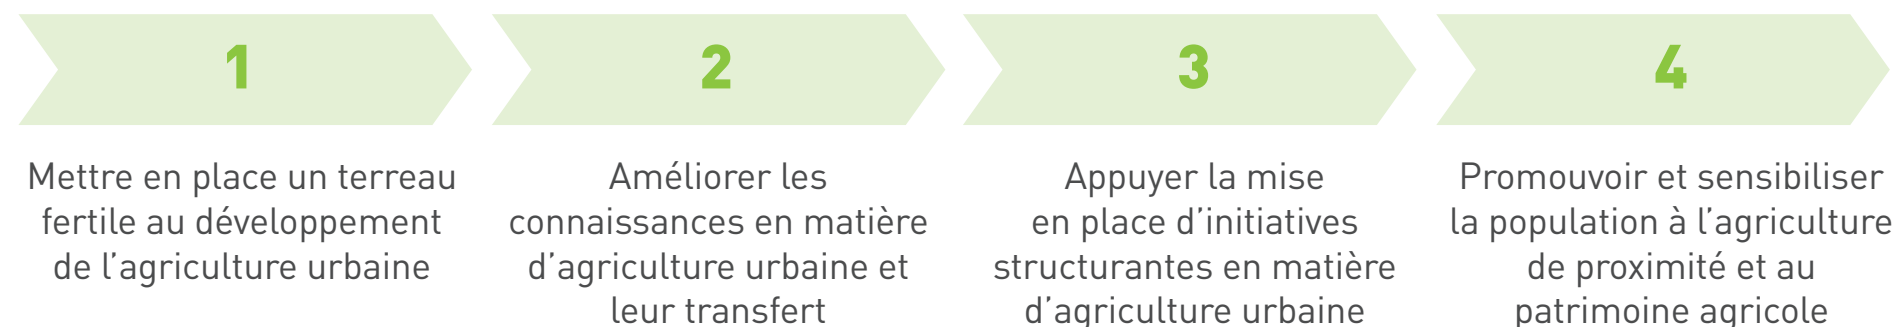 1
Mettre en place un terreau
fertile au développement
de l’agriculture urbaine
2
Améliorer les
connaissances en matière
d’agriculture urbaine et
leur transfert
3
Appuyer la mise
en place d’initiatives
structurantes en matière
d’agriculture urbaine
4
Promouvoir et sensibiliser
la population à l’agriculture
de proximité et au
patrimoine agricole